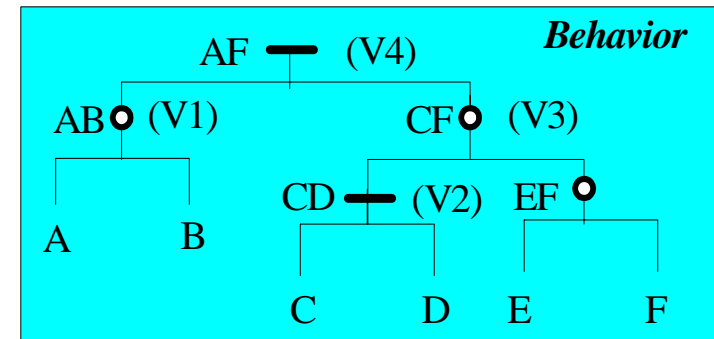 Behavior
AF (V4)
AB (V1) CF (V3)
CD (V2) EF
A B
C D E F